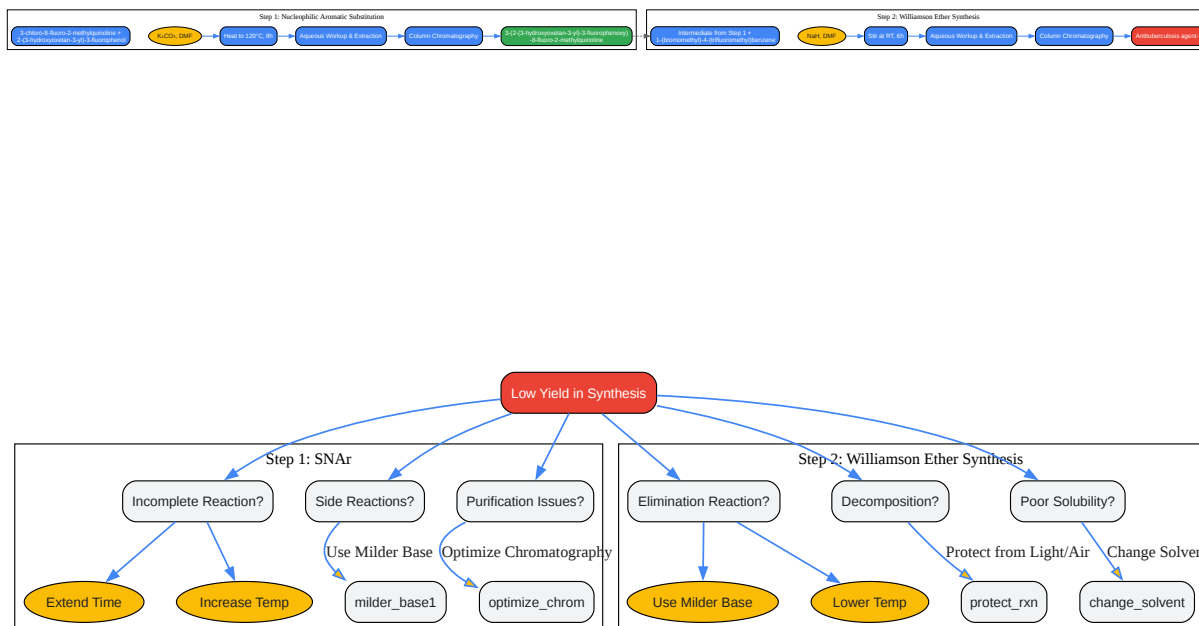 Step 1: Nucleophilic Aromatic Substitution
3-chloro-8-fluoro-2-methylquinoline +
2-(3-hydroxyoxetan-3-yl)-3-fluorophenol
K₂CO₃, DMF
Heat to 120°C, 8h
Aqueous Workup & Extraction
Column Chromatography
3-(2-(3-hydroxyoxetan-3-yl)-3-fluorophenoxy)
-8-fluoro-2-methylquinoline
Step 2: Williamson Ether Synthesis
Intermediate from Step 1 +
1-(bromomethyl)-4-(trifluoromethyl)benzene
NaH, DMF
Stir at RT, 6h
Aqueous Workup & Extraction
Column Chromatography
Antituberculosis agent-
Low Yield in Synthesis
Step 1: SNAr
Step 2: Williamson Ether Synthesis
Incomplete Reaction?
Side Reactions?
Purification Issues?
Elimination Reaction?
Decomposition?
Poor Solubility?
Use Milder Base
Optimize Chromatography
Protect from Light/Air
Change Solven
Extend Time
Increase Temp
milder_base1
optimize_chrom
Use Milder Base
Lower Temp
protect_rxn
change_solvent